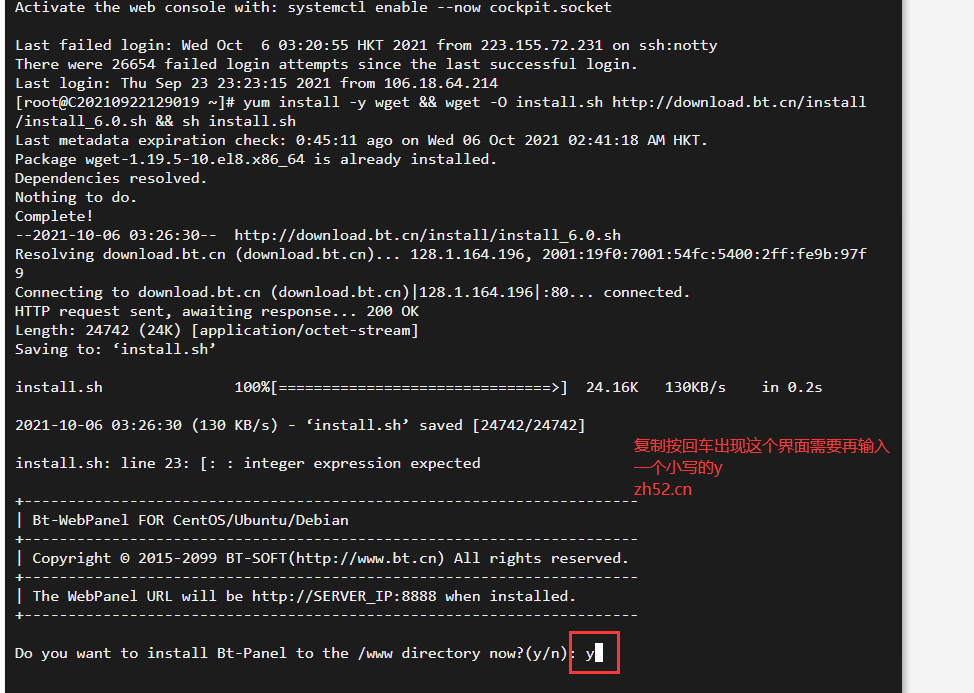 Activate the web console with: systemctl enable --now cockpit.socket
Last failed login: Wed Oct  6 03:20:55 HKT 2021 from 223.155.72.231 on ssh:notty
There were 26654 failed login attempts since the last successful login.
Last login: Thu Sep 23 23:23:15 2021 from 106.18.64.214
[root@C20210922129019 ~]# yum install -y wget && wget -O install.sh http://download.bt.cn/install
/install_6.0.sh && sh install.sh
Last metadata expiration check: 0:45:11 ago on Wed 06 Oct 2021 02:41:18 AM HKT.
Package wget-1.19.5-10.el8.x86_64 is already installed.
Dependencies resolved.
Nothing to do.
Complete!
--2021-10-06 03:26:30--  http://download.bt.cn/install/install_6.0.sh
Resolving download.bt.cn (download.bt.cn)... 128.1.164.196, 2001:19f0:7001:54fc:5400:2ff:fe9b:97f
9
Connecting to download.bt.cn (download.bt.cn)|128.1.164.196|:80... connected.
HTTP request sent, awaiting response... 200 OK
Length: 24742 (24K) [application/octet-stream]
Saving to: ‘install.sh’
install.sh               100%[===============================>]  24.16K   130KB/s    in 0.2s
2021-10-06 03:26:30 (130 KB/s) - ‘install.sh’ saved [24742/24742]
install.sh: line 23: [: : integer expression expected
复制按回车出现这个界面需要再输入
一个小写的y
zh52.cn
+----------------------------------------------------------------------
| Bt-WebPanel FOR CentOS/Ubuntu/Debian
+----------------------------------------------------------------------
| Copyright © 2015-2099 BT-SOFT(http://www.bt.cn) All rights reserved.
+----------------------------------------------------------------------
| The WebPanel URL will be http://SERVER_IP:8888 when installed.
+----------------------------------------------------------------------
Do you want to install Bt-Panel to the /www directory now?(y/n): y